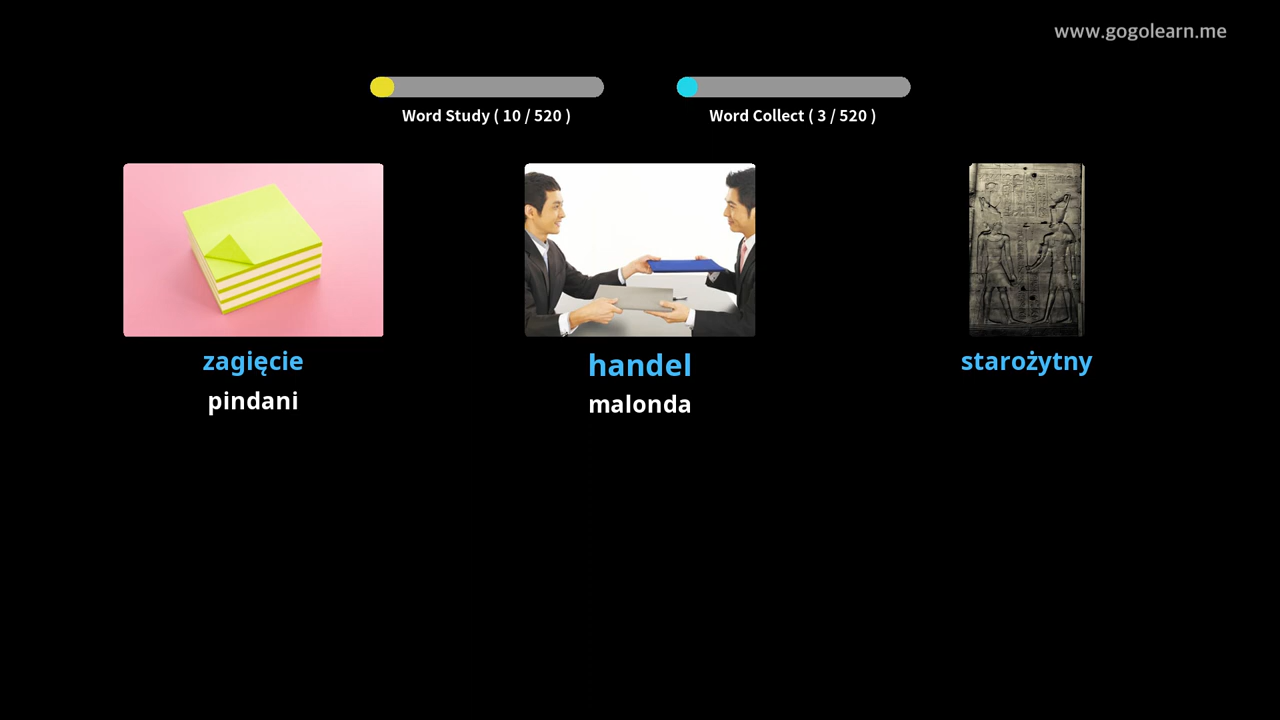 www.gogolearn.me
Word Study ( 10 / 520 )
Word Collect ( 3 / 520 )
zagięcie
pindani
handel
malonda
starożytny